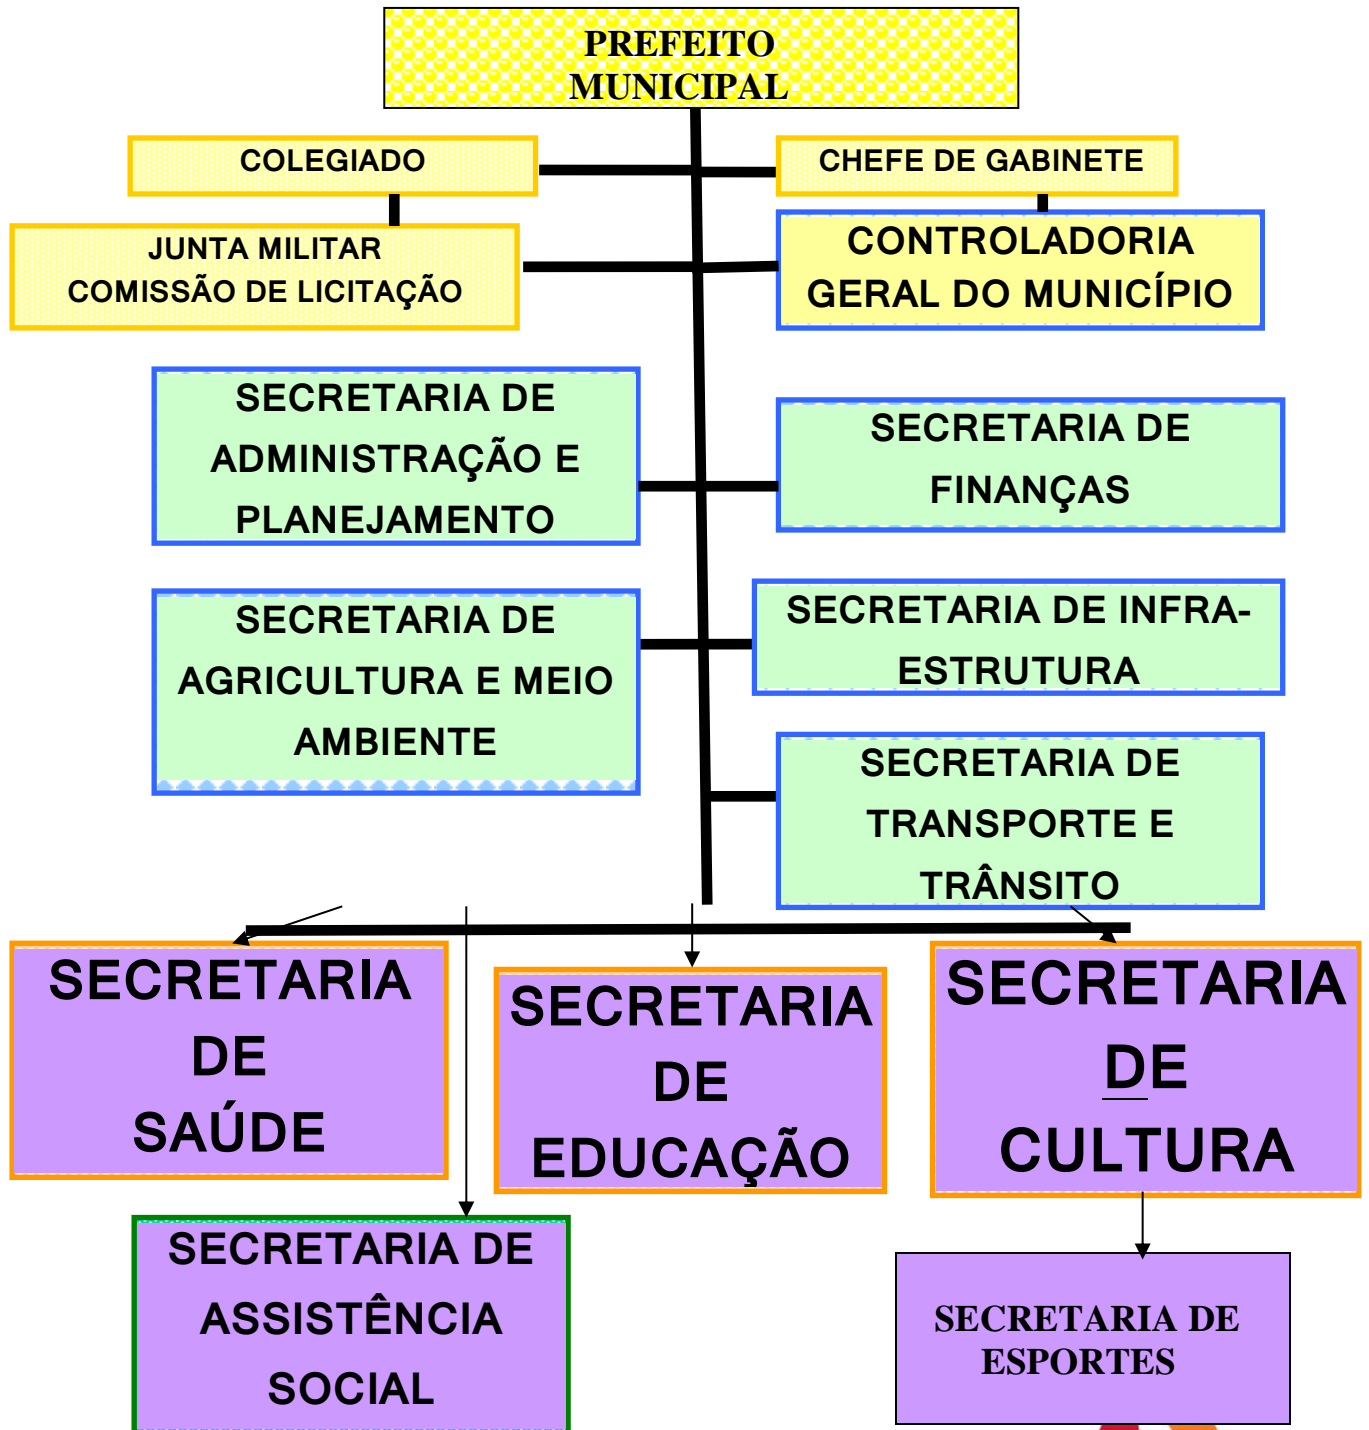 PREFEITO
MUNICIPAL
COLEGIADO
CHEFE DE GABINETE
JUNTA MILITAR
COMISSÃO DE LICITAÇÃO
CONTROLADORIA
GERAL DO MUNICÍPIO
SECRETARIA DE
ADMINISTRAÇÃO E
PLANEJAMENTO
SECRETARIA DE
FINANÇAS
SECRETARIA DE
AGRICULTURA E MEIO
AMBIENTE
SECRETARIA DE INFRA-
ESTRUTURA
SECRETARIA DE
TRANSPORTE E
TRÂNSITO
SECRETARIA
DE
SAÚDE
SECRETARIA
DE
EDUCAÇÃO
SECRETARIA
DE
CULTURA
SECRETARIA DE
ASSISTÊNCIA
SOCIAL
SECRETARIA DE
ESPORTES